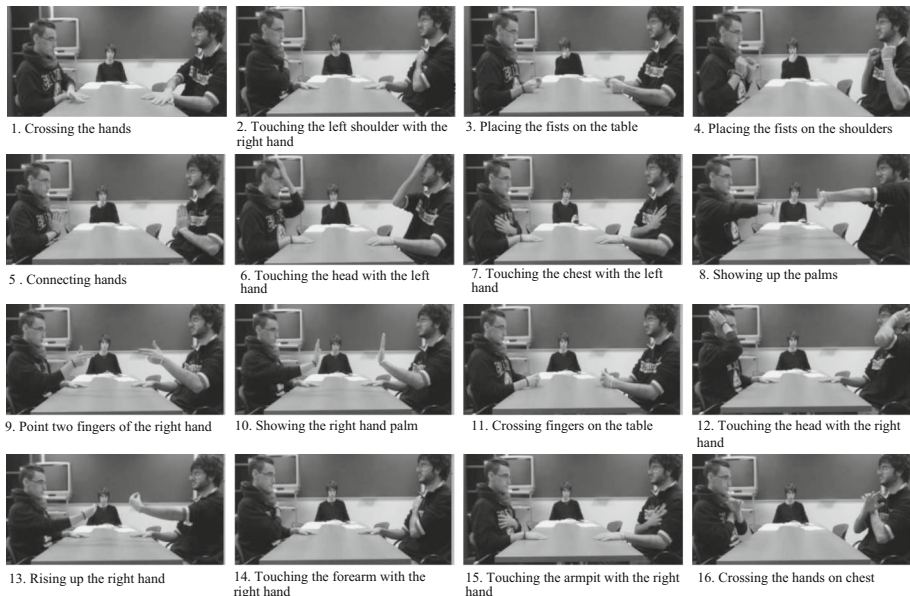 1. Crossing the hands
2. Touching the left shoulder with the
right hand
3. Placing the fists on the table
4. Placing the fists on the shoulders
5 . Connecting hands
6. Touching the head with the left
hand
7. Touching the chest with the left
hand
8. Showing up the palms
9. Point two fingers of the right hand
10. Showing the right hand palm
11. Crossing fingers on the table
12. Touching the head with the right
hand
13. Rising up the right hand
14. Touching the forearm with the
right hand
15. Touching the armpit with the right
hand
16. Crossing the hands on chest